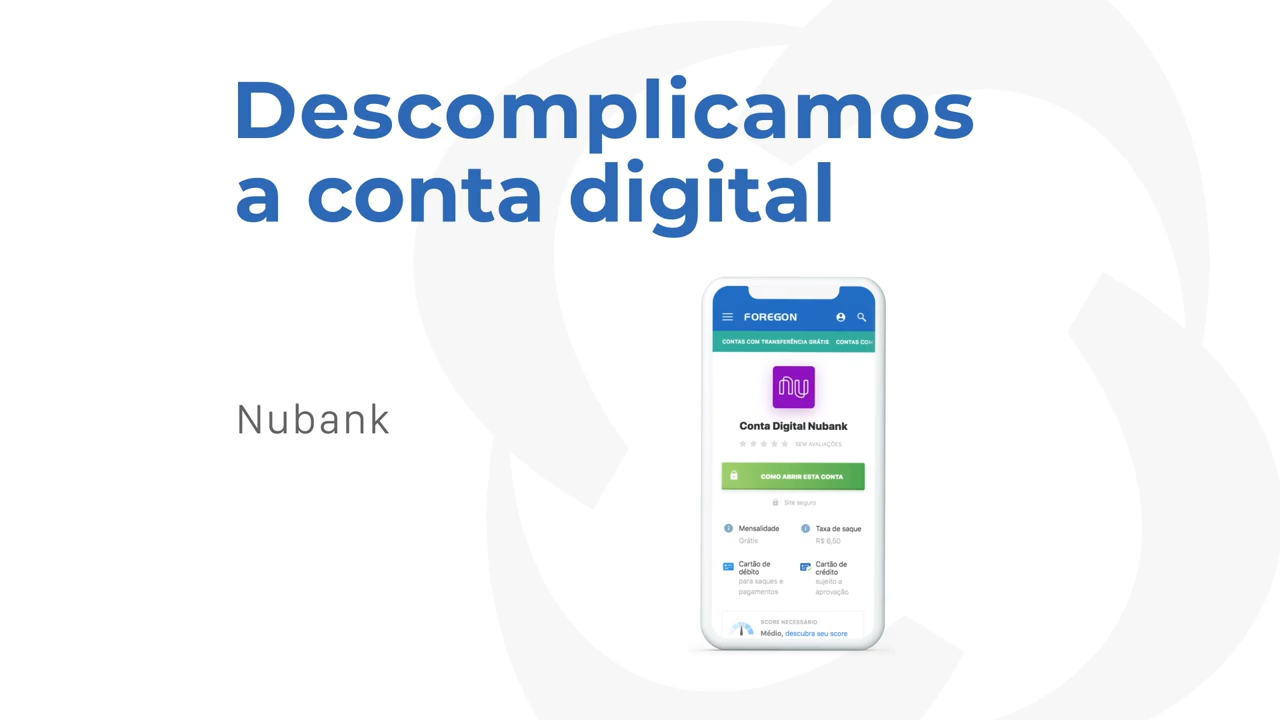 Descomplicamos
a conta digital
Nubank
FOREGON
CONTAS COM TRANSFERÊNCIA GRÁTIS CONTAS COM
nu
Conta Digital Nubank
SEM AVALIAÇÕES
COMO ABRIR ESTA CONTA
Site seguro
Mensalidade
Grátis
Taxa de saque
R$ 6,50
Cartão de
débito
para saques e
pagamentos
Cartão de
crédito
sujeito a
aprovação
SCORE NECESSÁRIO
Médio, descubra seu score